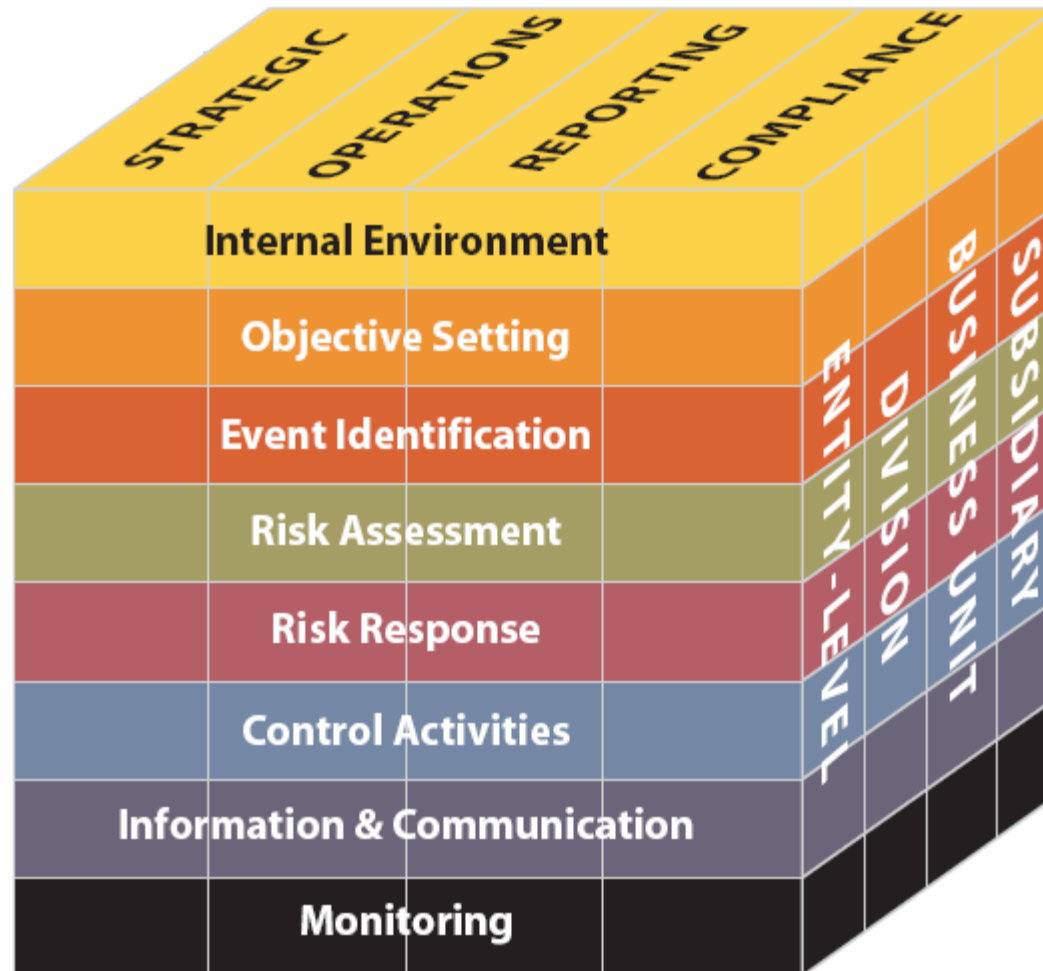 STRATEGIC
OPERATIONS
REPORTING
COMPLIANCE
Internal Environment
Objective Setting
Event Identification
Risk Assessment
Risk Response
Control Activities
Information & Communication
Monitoring
ENTITY-LEVEL
DIVISION
BUSINESS UNIT
SUBSIDIARY